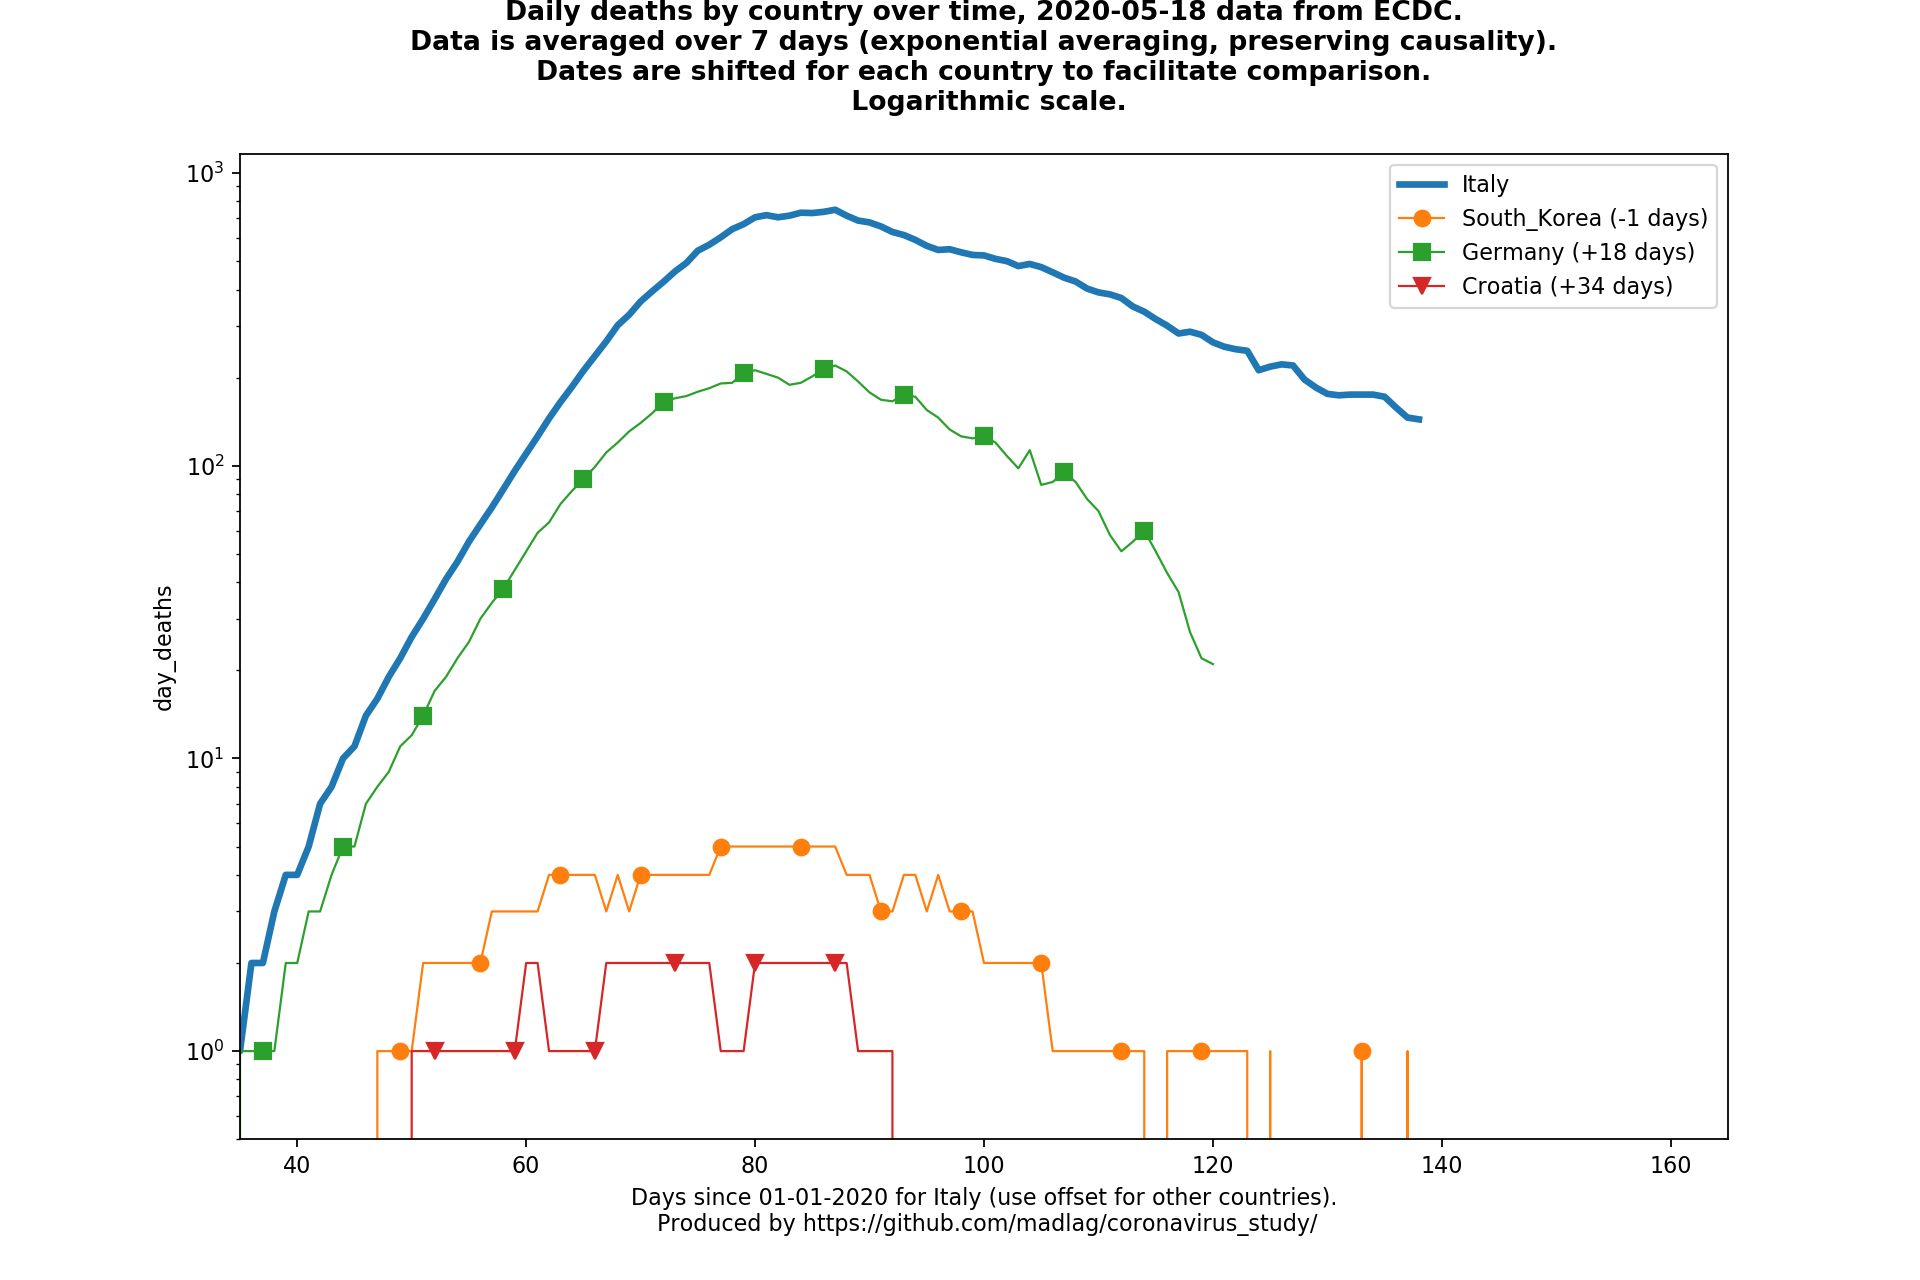 Daily deaths by country over time, 2020-05-18 data from ECDC.
Data is averaged over 7 days (exponential averaging, preserving causality).
Dates are shifted for each country to facilitate comparison.
Logarithmic scale.
10³
10²
10¹
10⁰
day_deaths
Italy
South_Korea (-1 days)
Germany (+18 days)
Croatia (+34 days)
40 60 80 100 120 140 160
Days since 01-01-2020 for Italy (use offset for other countries).
Produced by https://github.com/madlag/coronavirus_study/